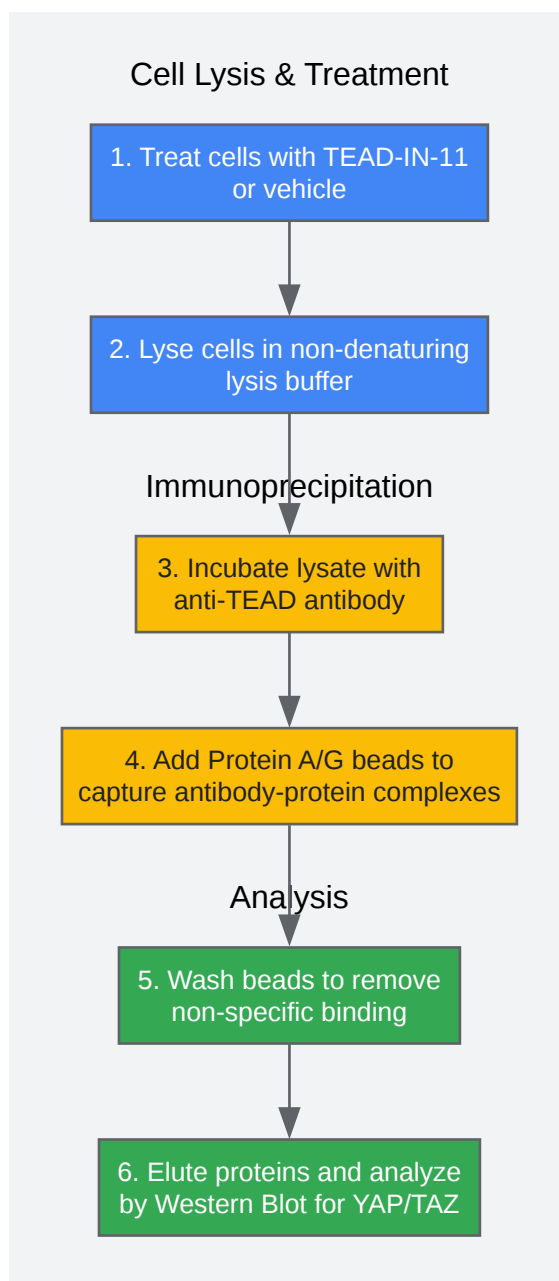 Cell Lysis & Treatment
1. Treat cells with TEAD-IN-11
or vehicle
2. Lyse cells in non-denaturing
lysis buffer
Immunoprecipitation
3. Incubate lysate with
anti-TEAD antibody
4. Add Protein A/G beads to
capture antibody-protein complexes
Analysis
5. Wash beads to remove
non-specific binding
6. Elute proteins and analyze
by Western Blot for YAP/TAZ